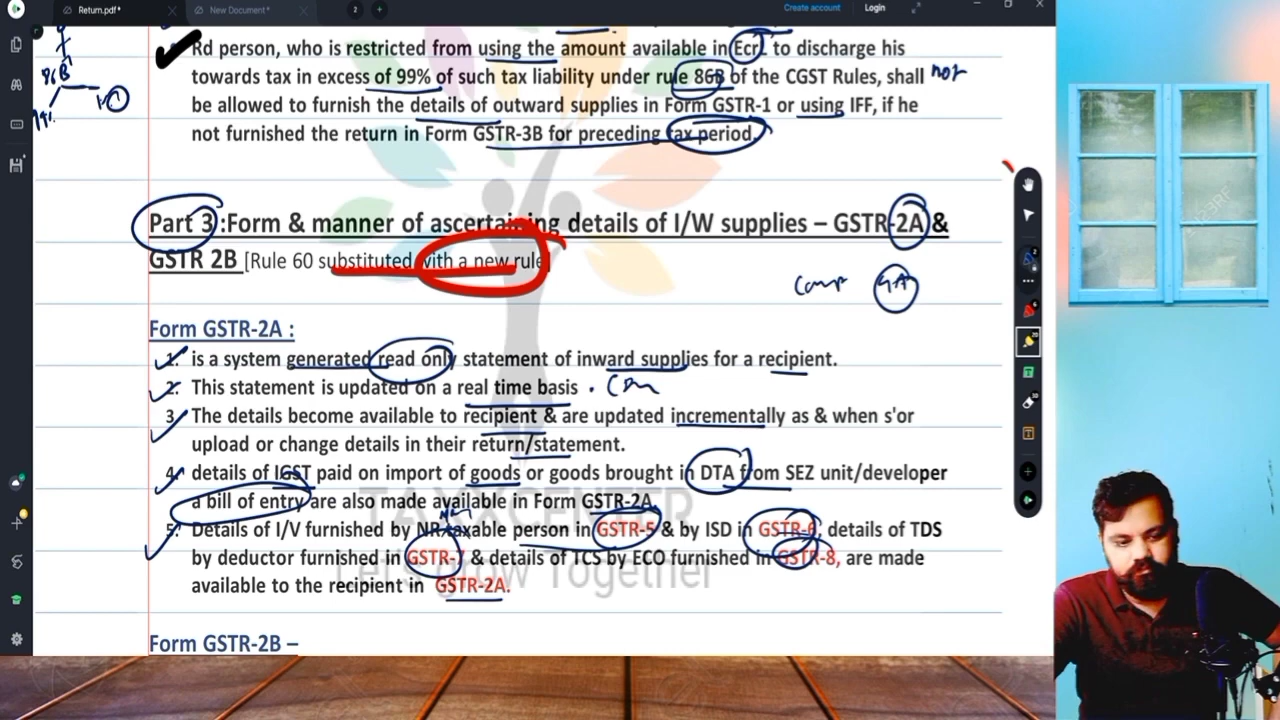 Return.pdf*
New Document*
2
Create account
Login
Rd person, who is restricted from using the amount available in Ecrl to discharge his
86B
towards tax in excess of 99% of such tax liability under rule 86B of the CGST Rules, shall not
be allowed to furnish the details of outward supplies in Form GSTR-1 or using IFF, if he
not furnished the return in Form GSTR-3B for preceding tax period.
Part 3 :Form & manner of ascertaining details of I/W supplies – GSTR-2A &
GSTR 2B [Rule 60 substituted with a new rule]
Comp 4A
Form GSTR-2A :
1. is a system generated read only statement of inward supplies for a recipient.
2. This statement is updated on a real time basis .
3 The details become available to recipient & are updated incrementally as & when s'or
upload or change details in their return/statement.
4. details of IGST paid on import of goods or goods brought in DTA from SEZ unit/developer
a bill of entry are also made available in Form GSTR-2A.
5. Details of I/V furnished by NR taxable person in GSTR-5 & by ISD in GSTR-6, details of TDS
by deductor furnished in GSTR-7 & details of TCS by ECO furnished in GSTR-8, are made
available to the recipient in GSTR-2A.
TAXXCENTER
Let's Grow Together
Form GSTR-2B –